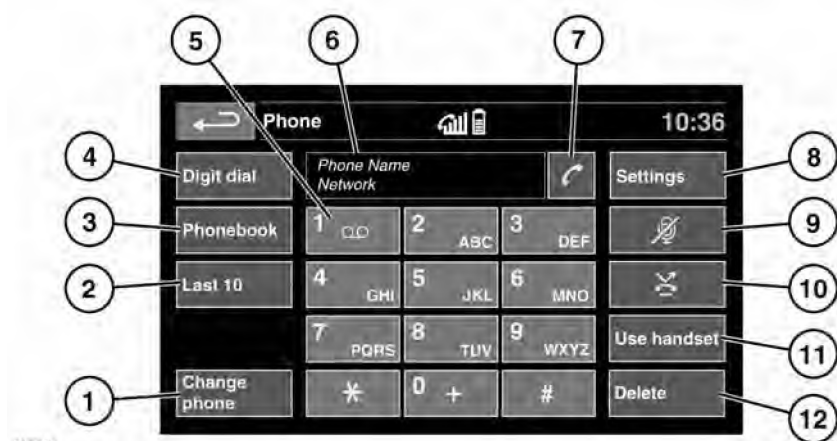 5
6
7
Phone
10:36
4
Digit dial
Phone Name
Network
Settings
8
3
Phonebook
1
2 ABC
3 DEF
9
2
Last 10
4 GHI
5 JKL
6 MNO
10
7 PQRS
8 TUV
9 WXYZ
Use handset
11
1
Change
phone
*
0 +
#
Delete
12